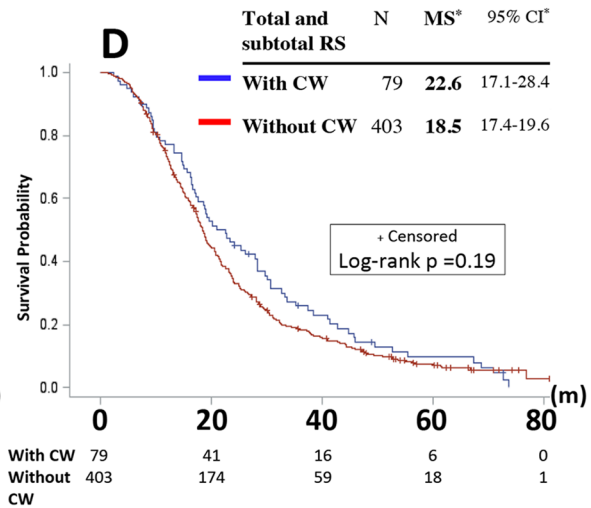 D
Total and N MS* 95% CI*
subtotal RS
With CW 79 22.6 17.1-28.4
Without CW 403 18.5 17.4-19.6
+ Censored
Log-rank p =0.19
Survival Probability
1.0
0.8
0.6
0.4
0.2
0.0
0 20 40 60 80 (m)
With CW 79 41 16 6 0
Without 403 174 59 18 1
CW